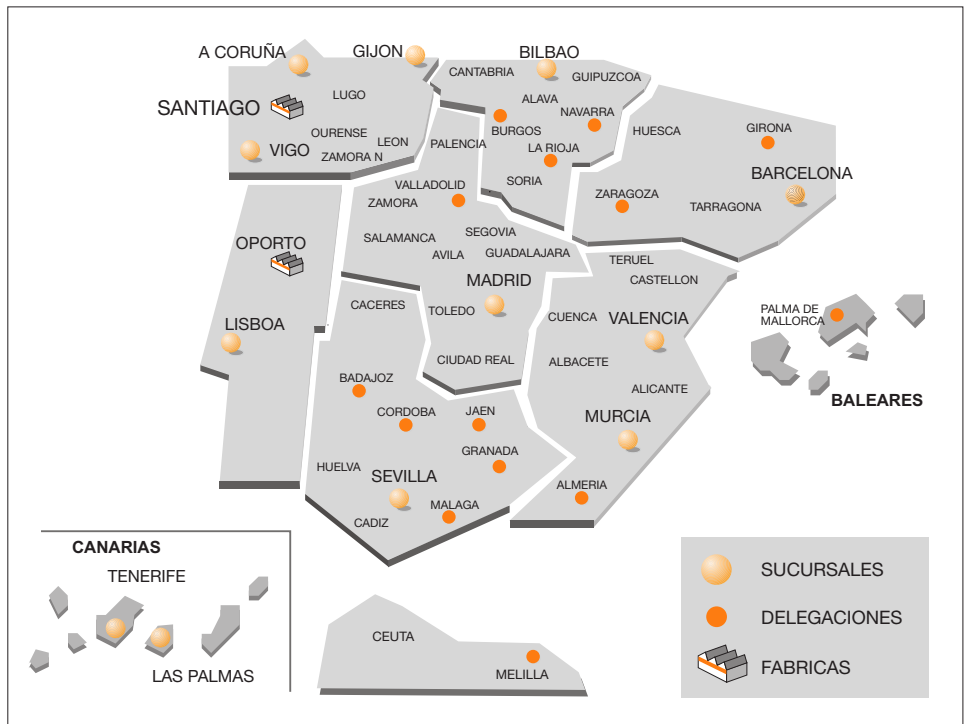 A CORUÑA
GIJON
BILBAO
CANTABRIA
GUIPUZCOA
LUGO
ALAVA
SANTIAGO
NAVARRA
BURGOS
HUESCA
GIRONA
OURENSE
LEON
PALENCIA
VIGO
ZAMORA N
LA RIOJA
SORIA
BARCELONA
VALLADOLID
ZAMORA
ZARAGOZA
TARRAGONA
SEGOVIA
SALAMANCA
OPORTO
AVILA
GUADALAJARA
TERUEL
CASTELLON
MADRID
CACERES
TOLEDO
CUENCA
VALENCIA
PALMA DE
MALLORCA
LISBOA
CIUDAD REAL
ALBACETE
BADAJOZ
ALICANTE
BALEARES
CORDOBA
JAEN
MURCIA
GRANADA
HUELVA
SEVILLA
ALMERIA
MALAGA
CADIZ
CANARIAS
TENERIFE
LAS PALMAS
CEUTA
MELILLA
SUCURSALES
DELEGACIONES
FABRICAS